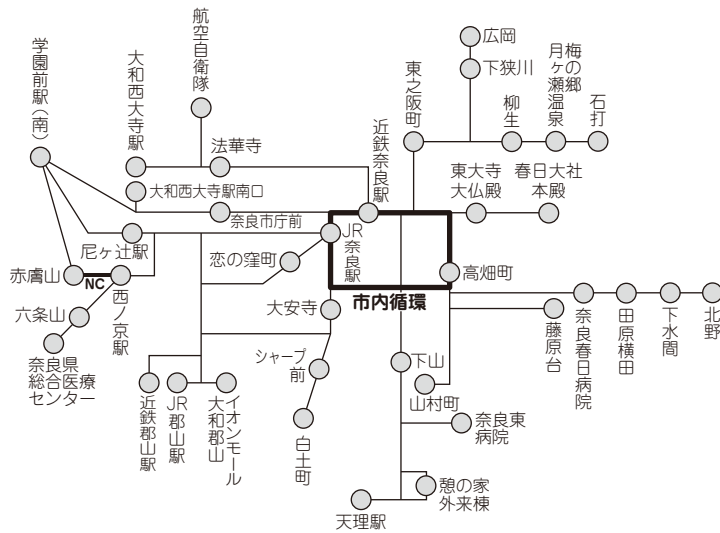 広岡
下狭川
航空自衛隊
学園前駅(南)
大和西大寺駅
東之阪町
柳生
梅の郷
月ヶ瀬温泉
石打
法華寺
近鉄奈良駅
大和西大寺駅南口
東大寺
大仏殿
春日大社
本殿
奈良市庁前
尼ヶ辻駅
恋の窪町
JR奈良駅
高畑町
赤膚山
NC
西ノ京駅
市内循環
大安寺
六条山
藤原台
奈良春日病院
田原横田
下水間
北野
奈良県
総合医療
センター
シャープ
前
下山
山村町
近鉄郡山駅
JR郡山駅
イオンモール
大和郡山
白土町
奈良東
病院
憩の家
外来棟
天理駅